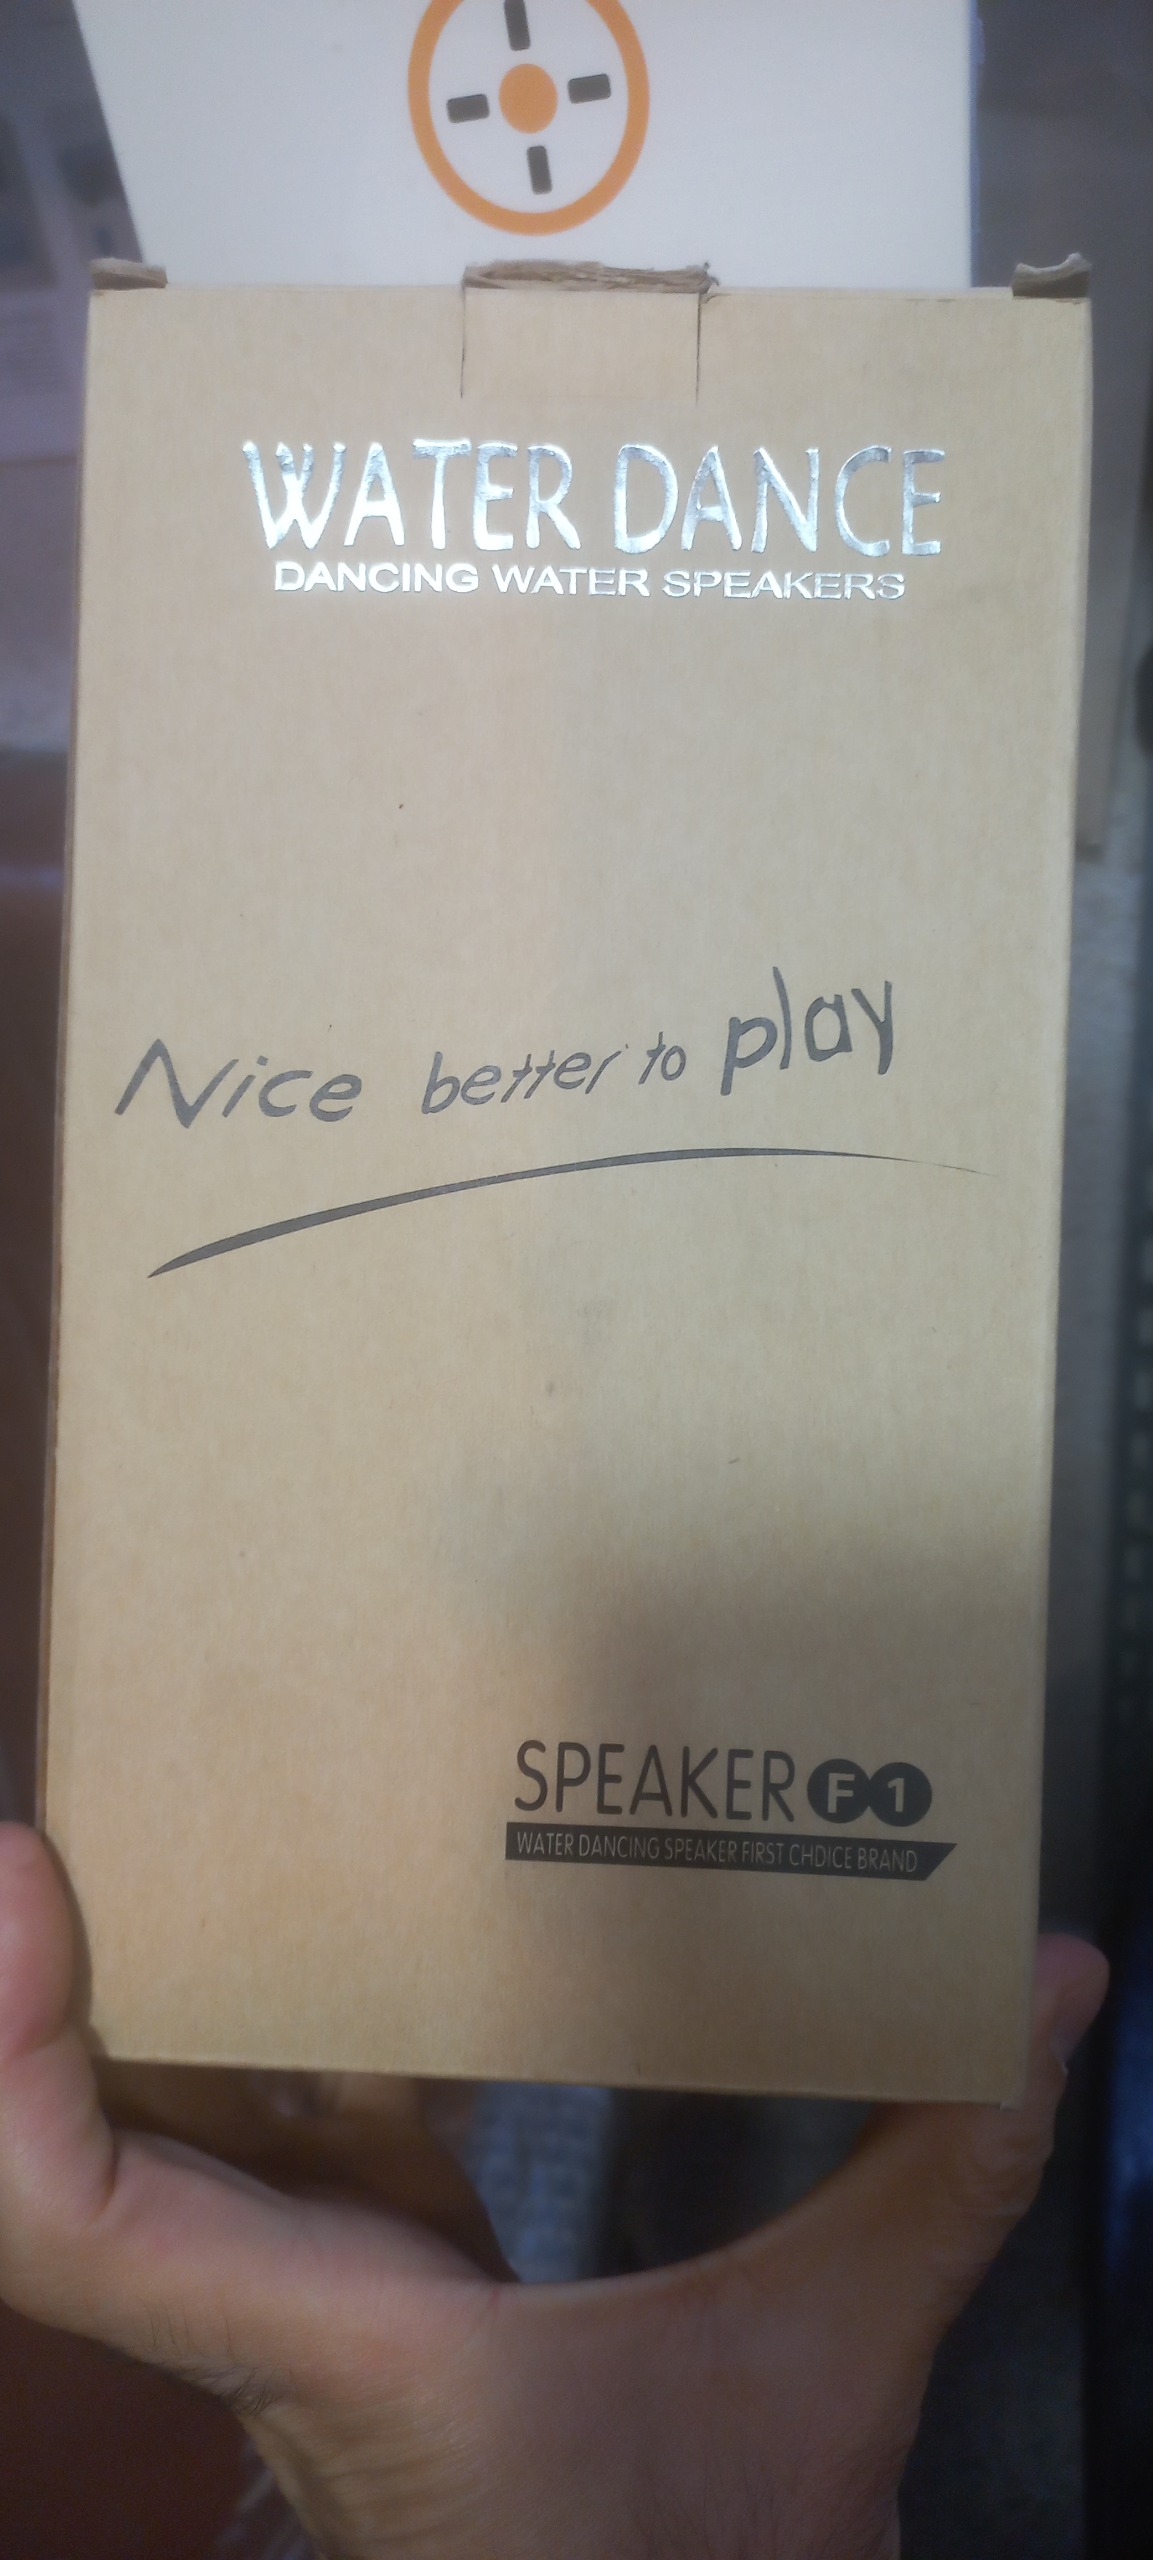 WATER DANCE
DANCING WATER SPEAKERS
Nice better to play
SPEAKER F1
WATER DANCING SPEAKER FIRST CHDICE BRAND